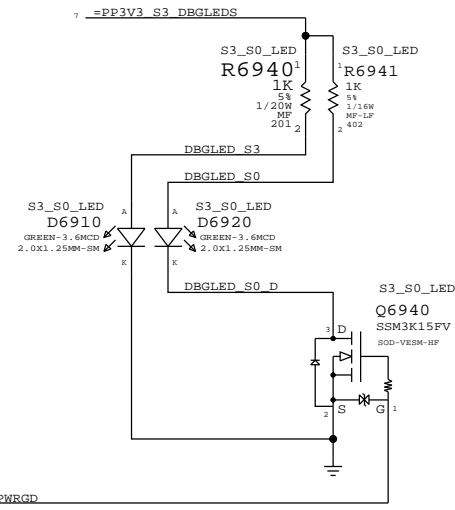 7 =PP3V3_S3_DBGLEDS
S3_S0_LED
R6940 1
1K
5%
1/20W
MF
201 2
S3_S0_LED
1 R6941
1K
5%
1/16W
MF-LF
2 402
DBGLED_S3
DBGLED_S0
S3_S0_LED
D6910
GREEN-3.6MCD
2.0X1.25MM-SM
A
K
A
K
S3_S0_LED
D6920
GREEN-3.6MCD
2.0X1.25MM-SM
DBGLED_S0_D
S3_S0_LED
Q6940
SSM3K15FV
SOD-VESM-HF
3 D
2 S G 1
PWRGD